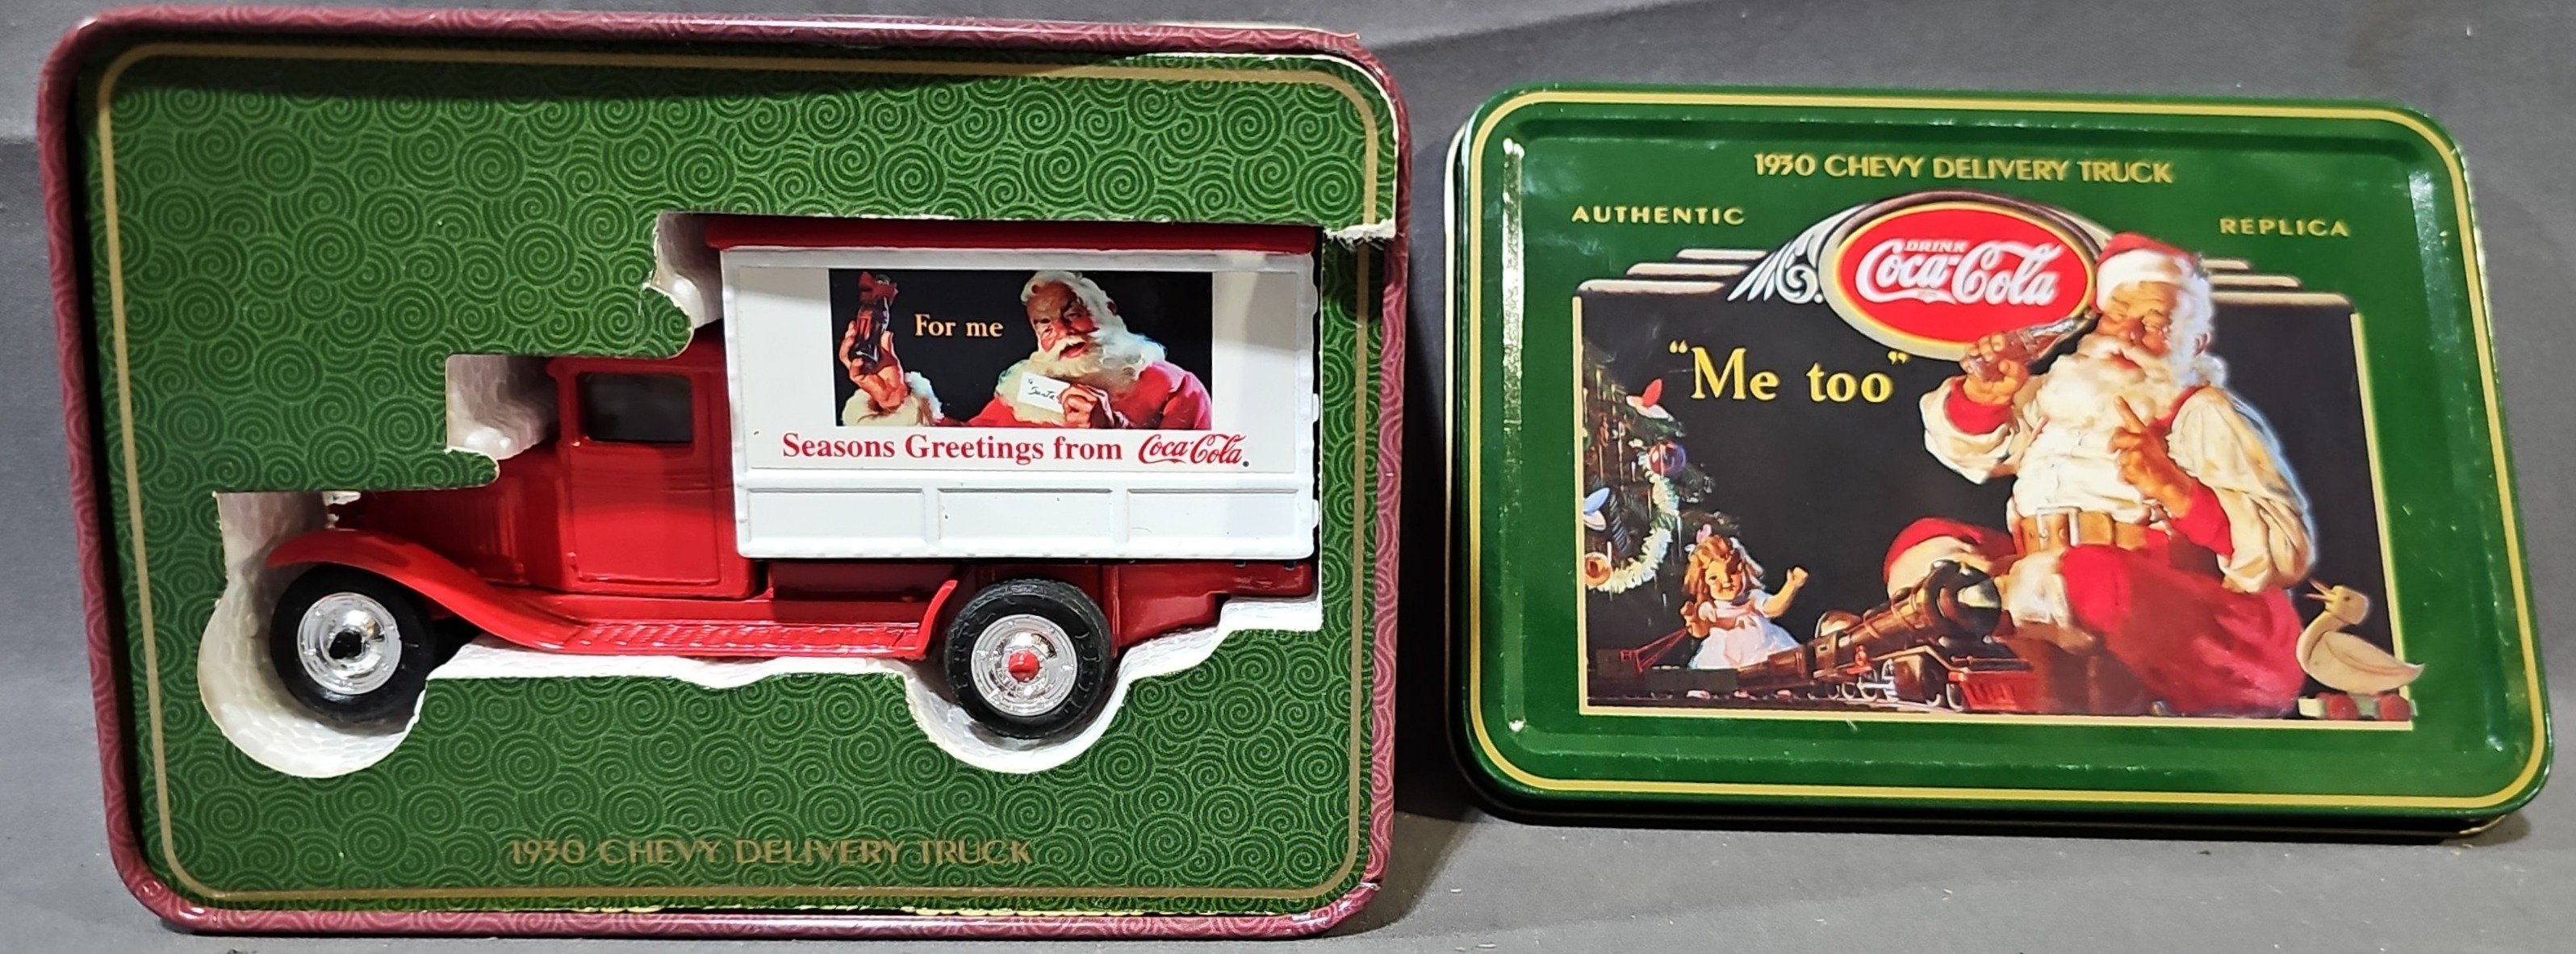 For me
Seasons Greetings from Coca-Cola
1930 CHEVY DELIVERY TRUCK
1930 CHEVY DELIVERY TRUCK
AUTHENTIC REPLICA
DRINK
Coca-Cola
"Me too"